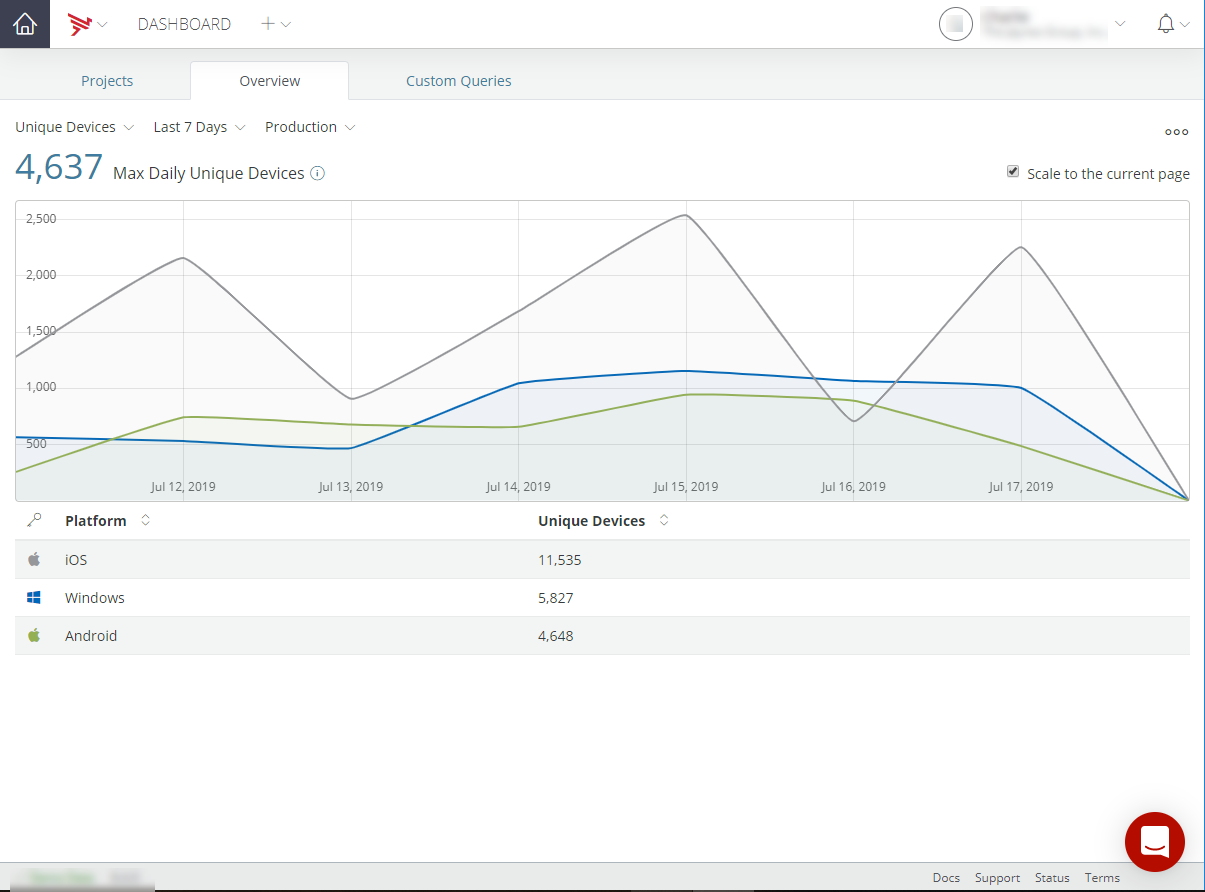 DASHBOARD
Projects Overview Custom Queries
Unique Devices Last 7 Days Production
4,637 Max Daily Unique Devices
Scale to the current page
2,500
2,000
1,500
1,000
500
Jul 12, 2019 Jul 13, 2019 Jul 14, 2019 Jul 15, 2019 Jul 16, 2019 Jul 17, 2019
Platform Unique Devices
iOS 11,535
Windows 5,827
Android 4,648
Docs Support Status Terms